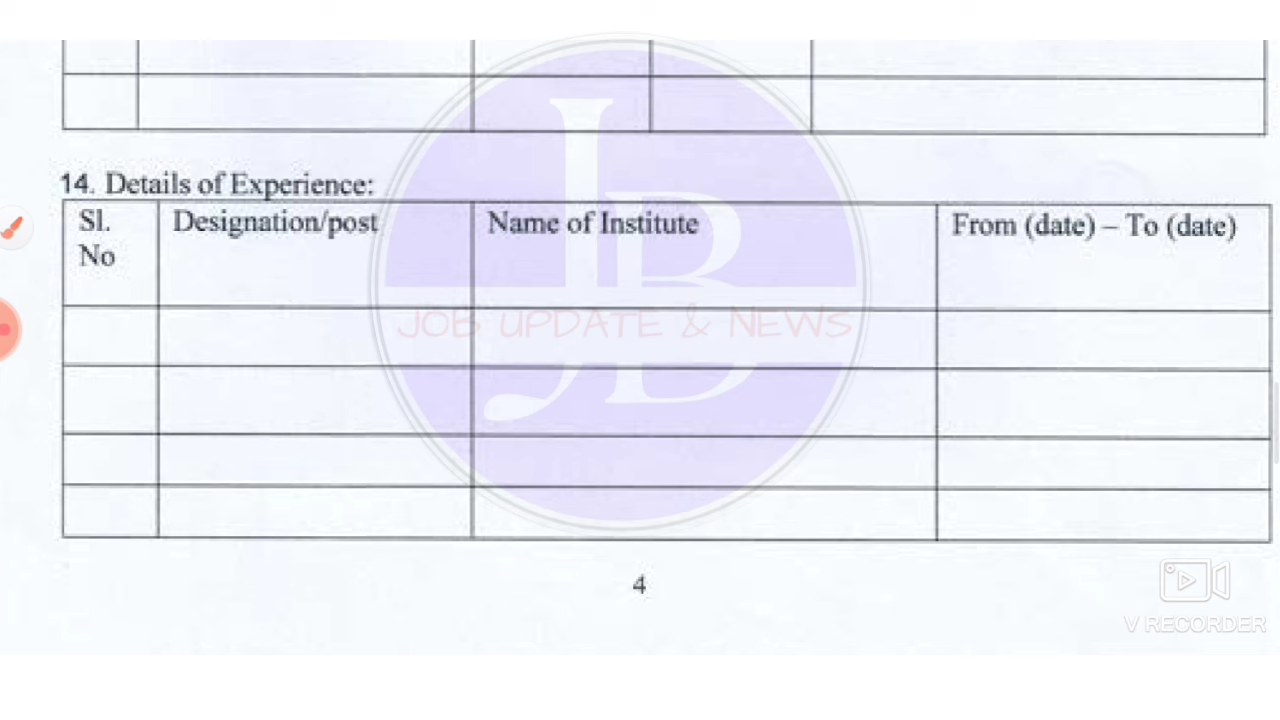 14. Details of Experience:
Sl.
No
Designation/post
Name of Institute
From (date) – To (date)
JB
JOB UPDATE & NEWS
4
V RECORDER